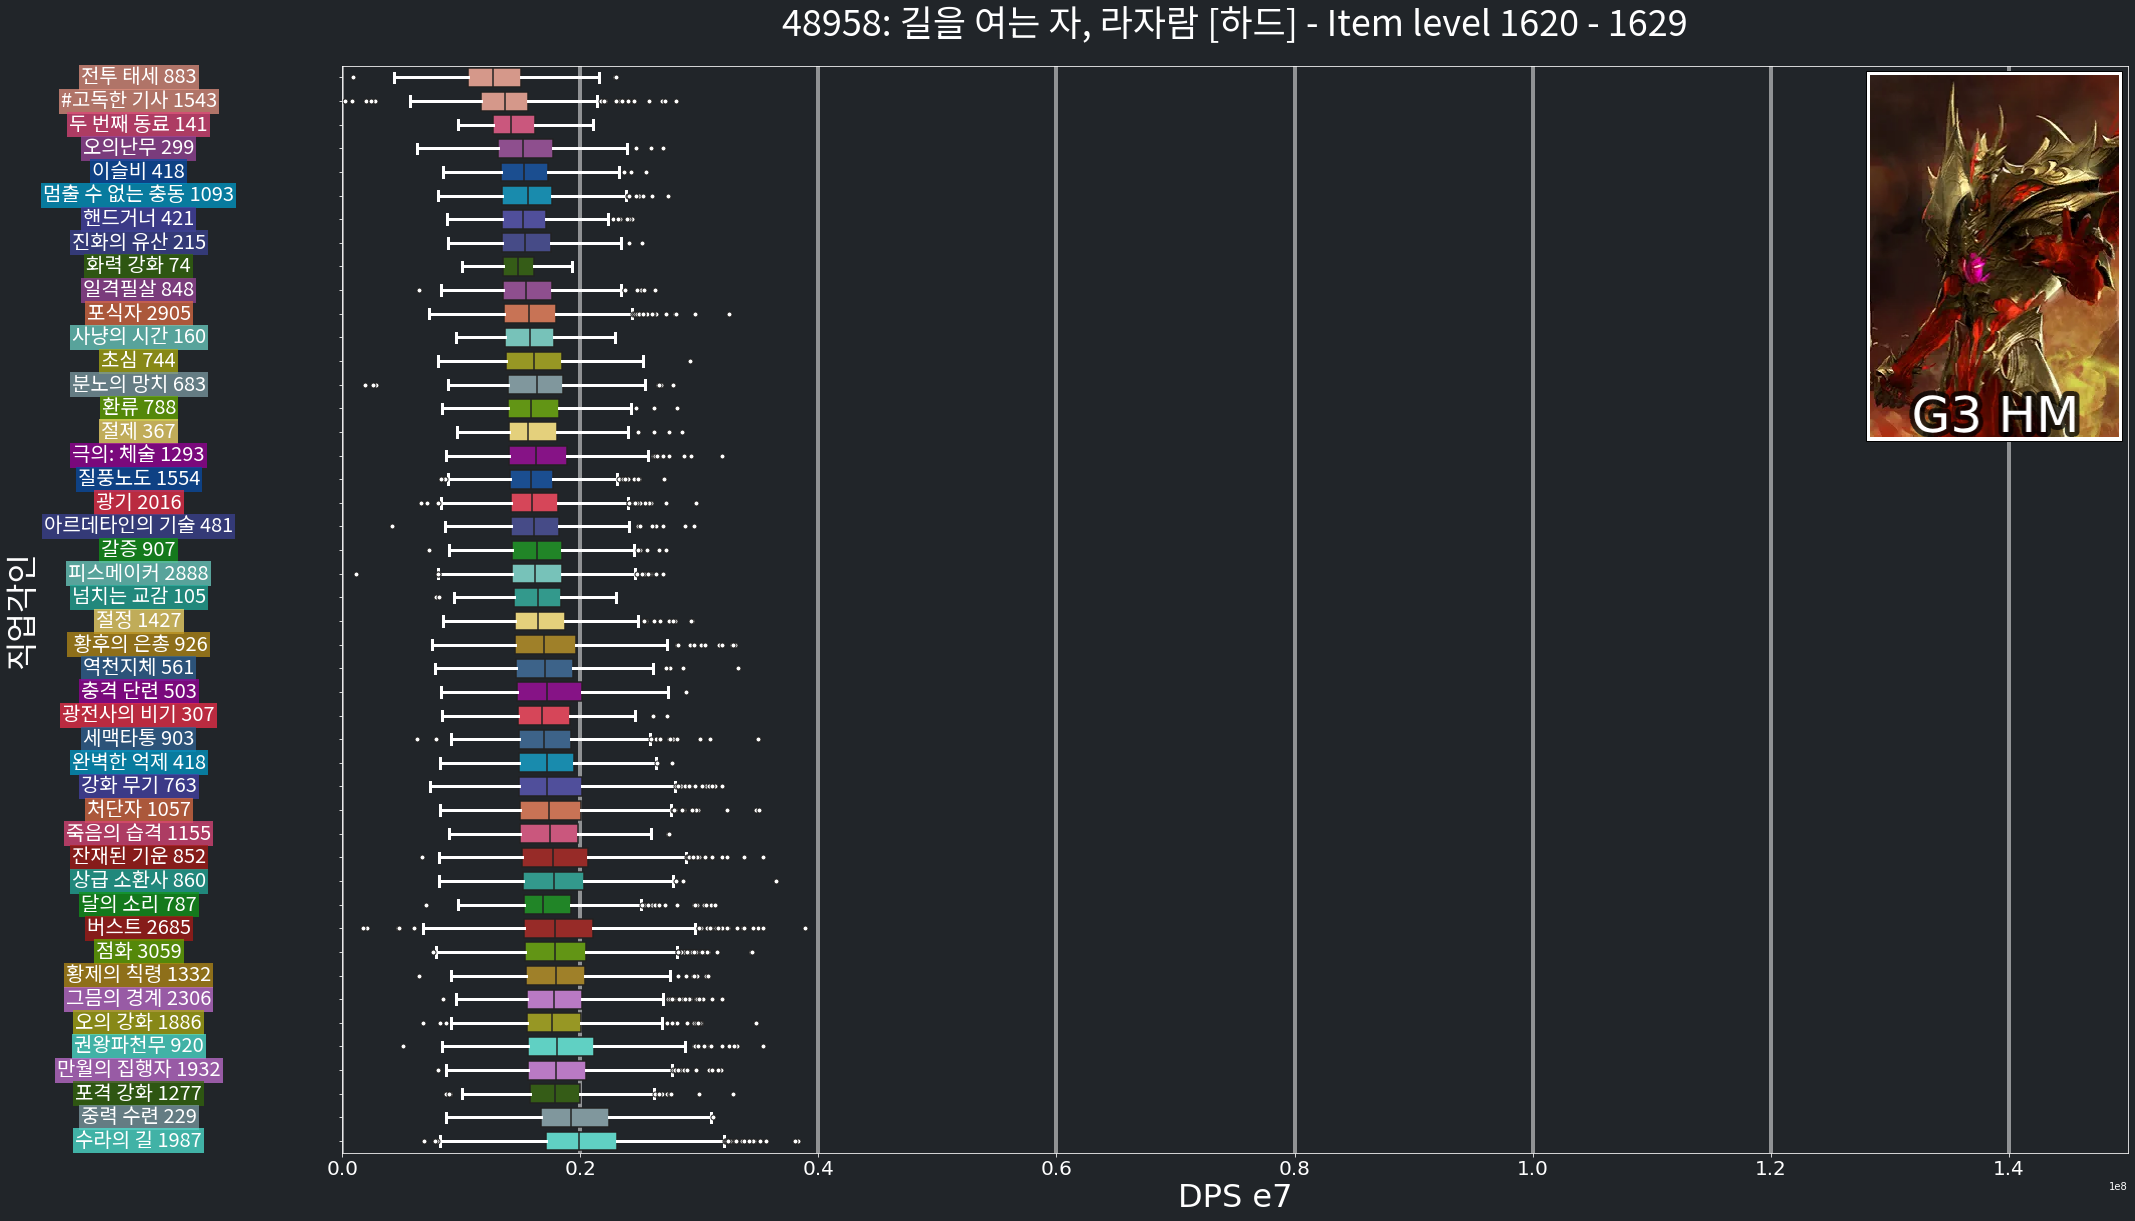 48958: 길을 여는 자, 라자람 [하드] - Item level 1620 - 1629
전투 태세 883
#고독한 기사 1543
두 번째 동료 141
오의난무 299
이슬비 418
멈출 수 없는 충동 1093
핸드거너 421
진화의 유산 215
화력 강화 74
일격필살 848
포식자 2905
사냥의 시간 160
초심 744
분노의 망치 683
환류 788
절제 367
극의: 체술 1293
질풍노도 1554
광기 2016
아르데타인의 기술 481
갈증 907
피스메이커 2888
넘치는 교감 105
절정 1427
황후의 은총 926
역천지체 561
충격 단련 503
광전사의 비기 307
세맥타통 903
완벽한 억제 418
강화 무기 763
처단자 1057
죽음의 습격 1155
잔재된 기운 852
상급 소환사 860
달의 소리 787
버스트 2685
점화 3059
황제의 칙령 1332
그믐의 경계 2306
오의 강화 1886
권왕파천무 920
만월의 집행자 1932
포격 강화 1277
중력 수련 229
수라의 길 1987
직업각인
G3 HM
0.0 0.2 0.4 0.6 0.8 1.0 1.2 1.4
1e8
DPS e7